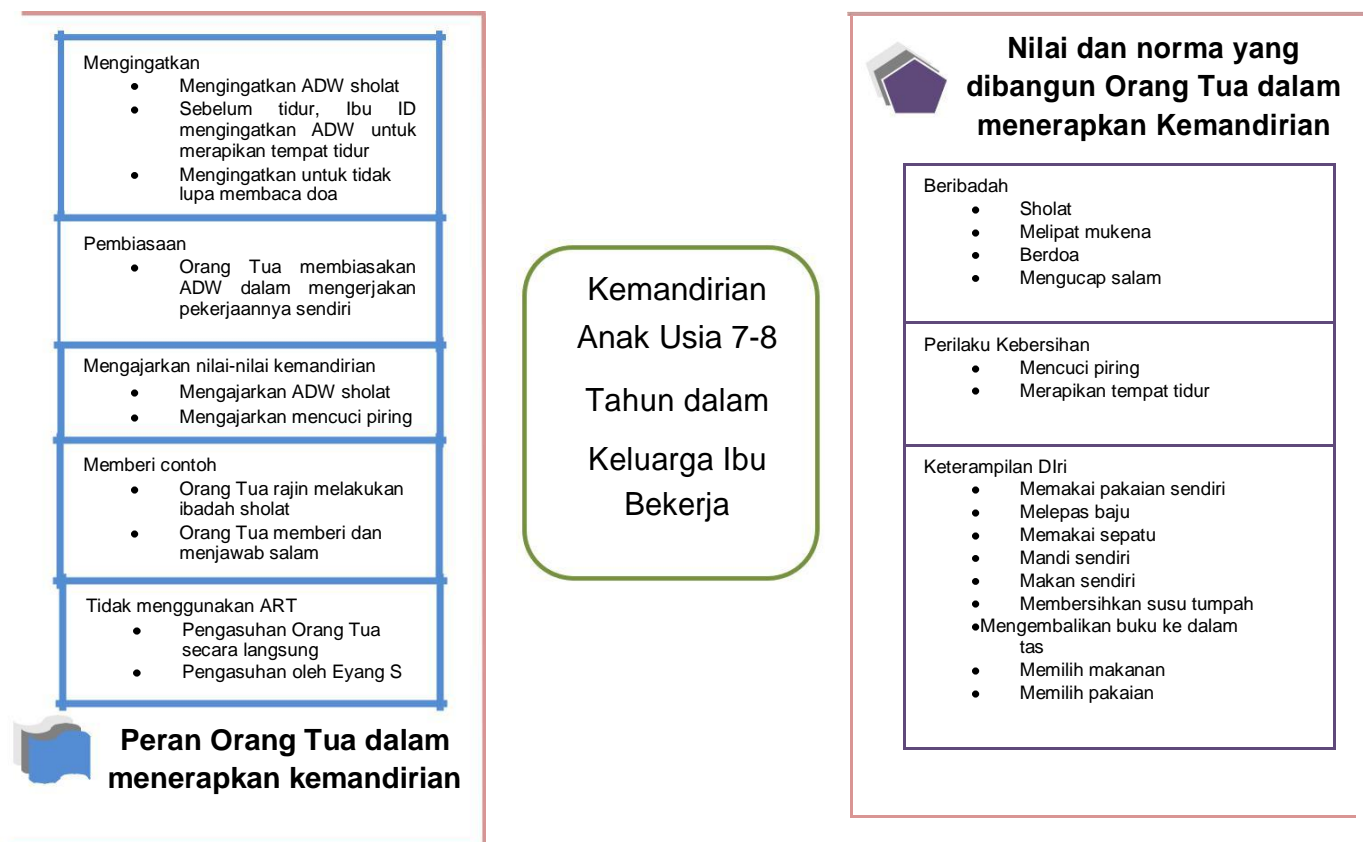 Mengingatkan
• Mengingatkan ADW sholat
• Sebelum tidur, Ibu ID
mengingatkan ADW untuk
merapikan tempat tidur
• Mengingatkan untuk tidak
lupa membaca doa
Pembiasaan
• Orang Tua membiasakan
ADW dalam mengerjakan
pekerjaannya sendiri
Mengajarkan nilai-nilai kemandirian
• Mengajarkan ADW sholat
• Mengajarkan mencuci piring
Memberi contoh
• Orang Tua rajin melakukan
ibadah sholat
• Orang Tua memberi dan
menjawab salam
Tidak menggunakan ART
• Pengasuhan Orang Tua
secara langsung
• Pengasuhan oleh Eyang S
Peran Orang Tua dalam
menerapkan kemandirian
Kemandirian
Anak Usia 7-8
Tahun dalam
Keluarga Ibu
Bekerja
Nilai dan norma yang
dibangun Orang Tua dalam
menerapkan Kemandirian
Beribadah
• Sholat
• Melipat mukena
• Berdoa
• Mengucap salam
Perilaku Kebersihan
• Mencuci piring
• Merapikan tempat tidur
Keterampilan DIri
• Memakai pakaian sendiri
• Melepas baju
• Memakai sepatu
• Mandi sendiri
• Makan sendiri
• Membersihkan susu tumpah
•Mengembalikan buku ke dalam
tas
• Memilih makanan
• Memilih pakaian